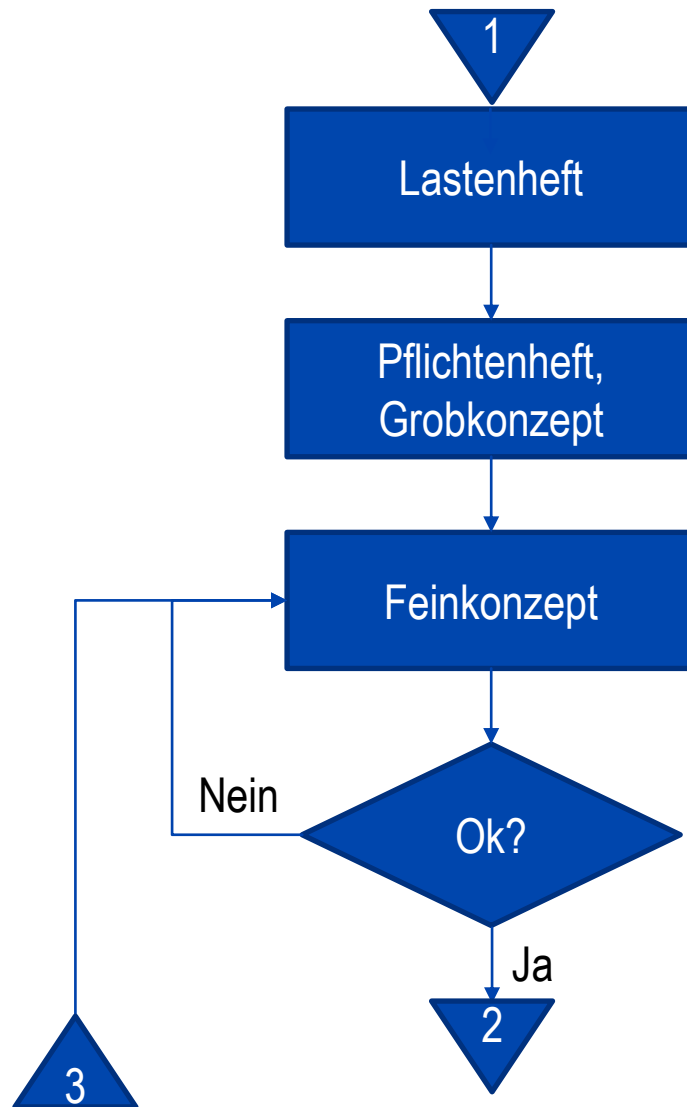 1
Lastenheft
Pflichtenheft,
Grobkonzept
Feinkonzept
Nein
Ok?
Ja
2
3